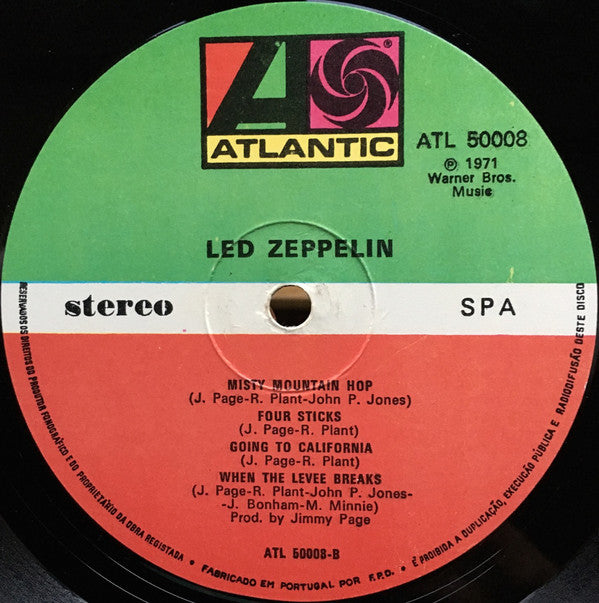 ATLANTIC
ATL 50008
℗ 1971
Warner Bros.
Music
LED ZEPPELIN
stereo
SPA
MISTY MOUNTAIN HOP
(J. Page-R. Plant-John P. Jones)
FOUR STICKS
(J. Page-R. Plant)
GOING TO CALIFORNIA
(J. Page-R. Plant)
WHEN THE LEVEE BREAKS
(J. Page-R. Plant-John P. Jones-
-J. Bonham-M. Minnie)
Prod. by Jimmy Page
ATL 50008-B
RESERVADOS OS DIREITOS DO PRODUTOR FONOGRÁFICO E DO PROPRIETÁRIO DA OBRA REGISTADA • FABRICADO EM PORTUGAL POR F.P.D. • É PROIBIDA A DUPLICAÇÃO, EXECUÇÃO PÚBLICA E RADIODIFUSÃO DESTE DISCO